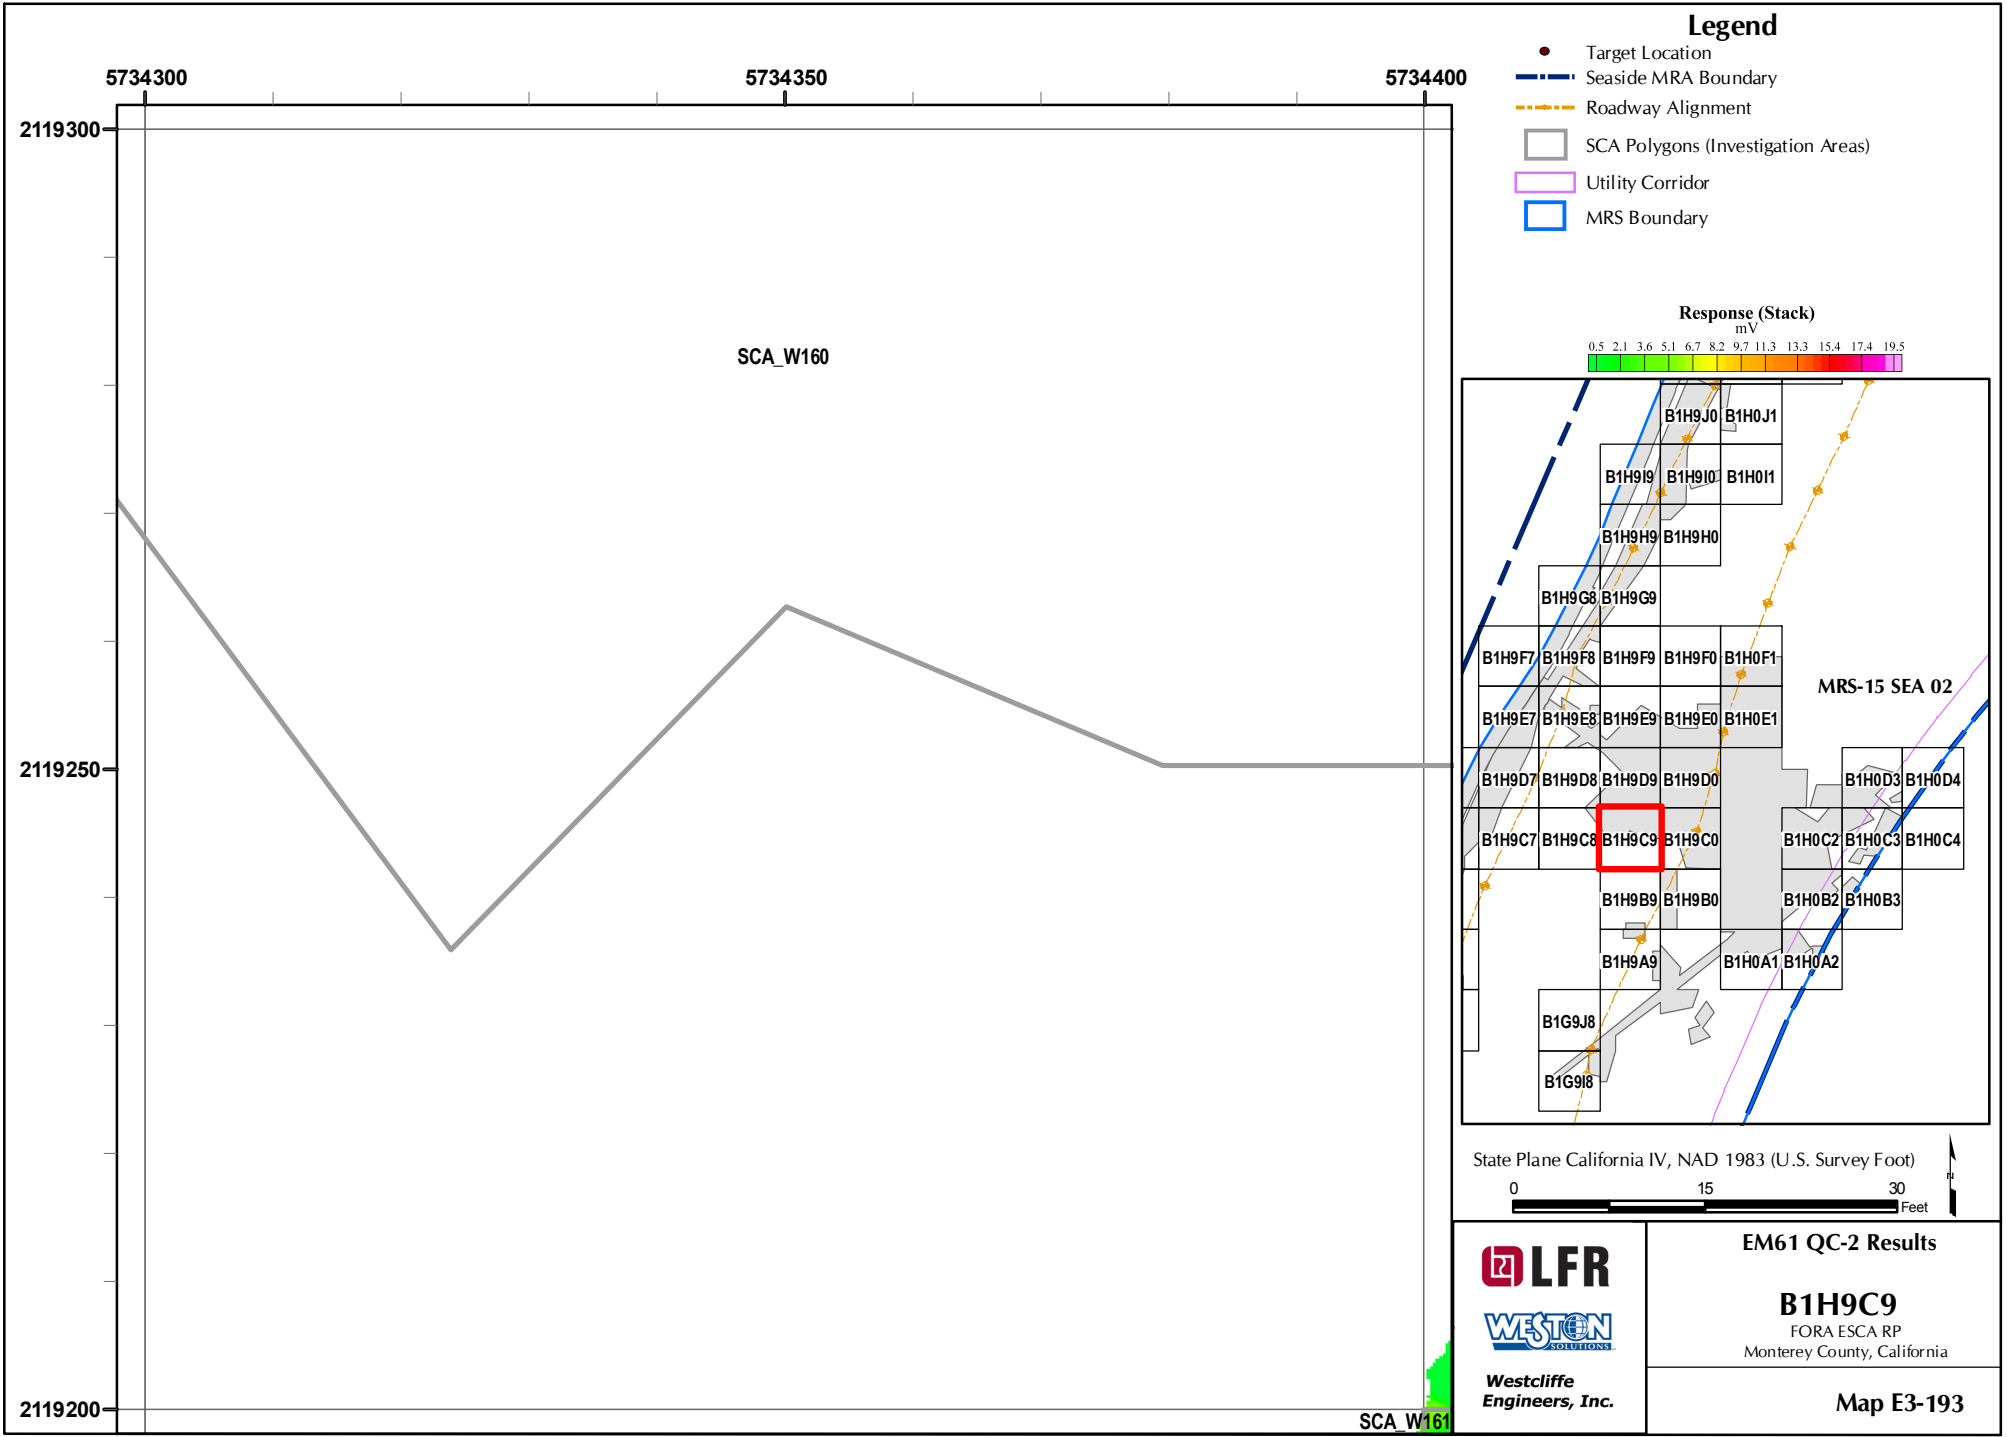 5734300 5734350 5734400
2119300
SCA_W160
2119250
2119200
SCA_W161
Legend
Target Location
Seaside MRA Boundary
Roadway Alignment
SCA Polygons (Investigation Areas)
Utility Corridor
MRS Boundary
Response (Stack)
mV
0.5 2.1 3.6 5.1 6.7 8.2 9.7 11.3 13.3 15.4 17.4 19.5
B1H9J0 B1H0J1
B1H9I9 B1H9I0 B1H0I1
B1H9H9 B1H9H0
B1H9G8 B1H9G9
B1H9F7 B1H9F8 B1H9F9 B1H9F0 B1H0F1
MRS-15 SEA 02
B1H9E7 B1H9E8 B1H9E9 B1H9E0 B1H0E1
B1H9D7 B1H9D8 B1H9D9 B1H9D0 B1H0D3 B1H0D4
B1H9C7 B1H9C8 B1H9C9 B1H9C0 B1H0C2 B1H0C3 B1H0C4
B1H9B9 B1H9B0 B1H0B2 B1H0B3
B1H9A9 B1H0A1 B1H0A2
B1G9J8
B1G9I8
State Plane California IV, NAD 1983 (U.S. Survey Foot)
N
0 15 30
Feet
LFR
WESTON
SOLUTIONS
Westcliffe
Engineers, Inc.
EM61 QC-2 Results
B1H9C9
FORA ESCA RP
Monterey County, California
Map E3-193